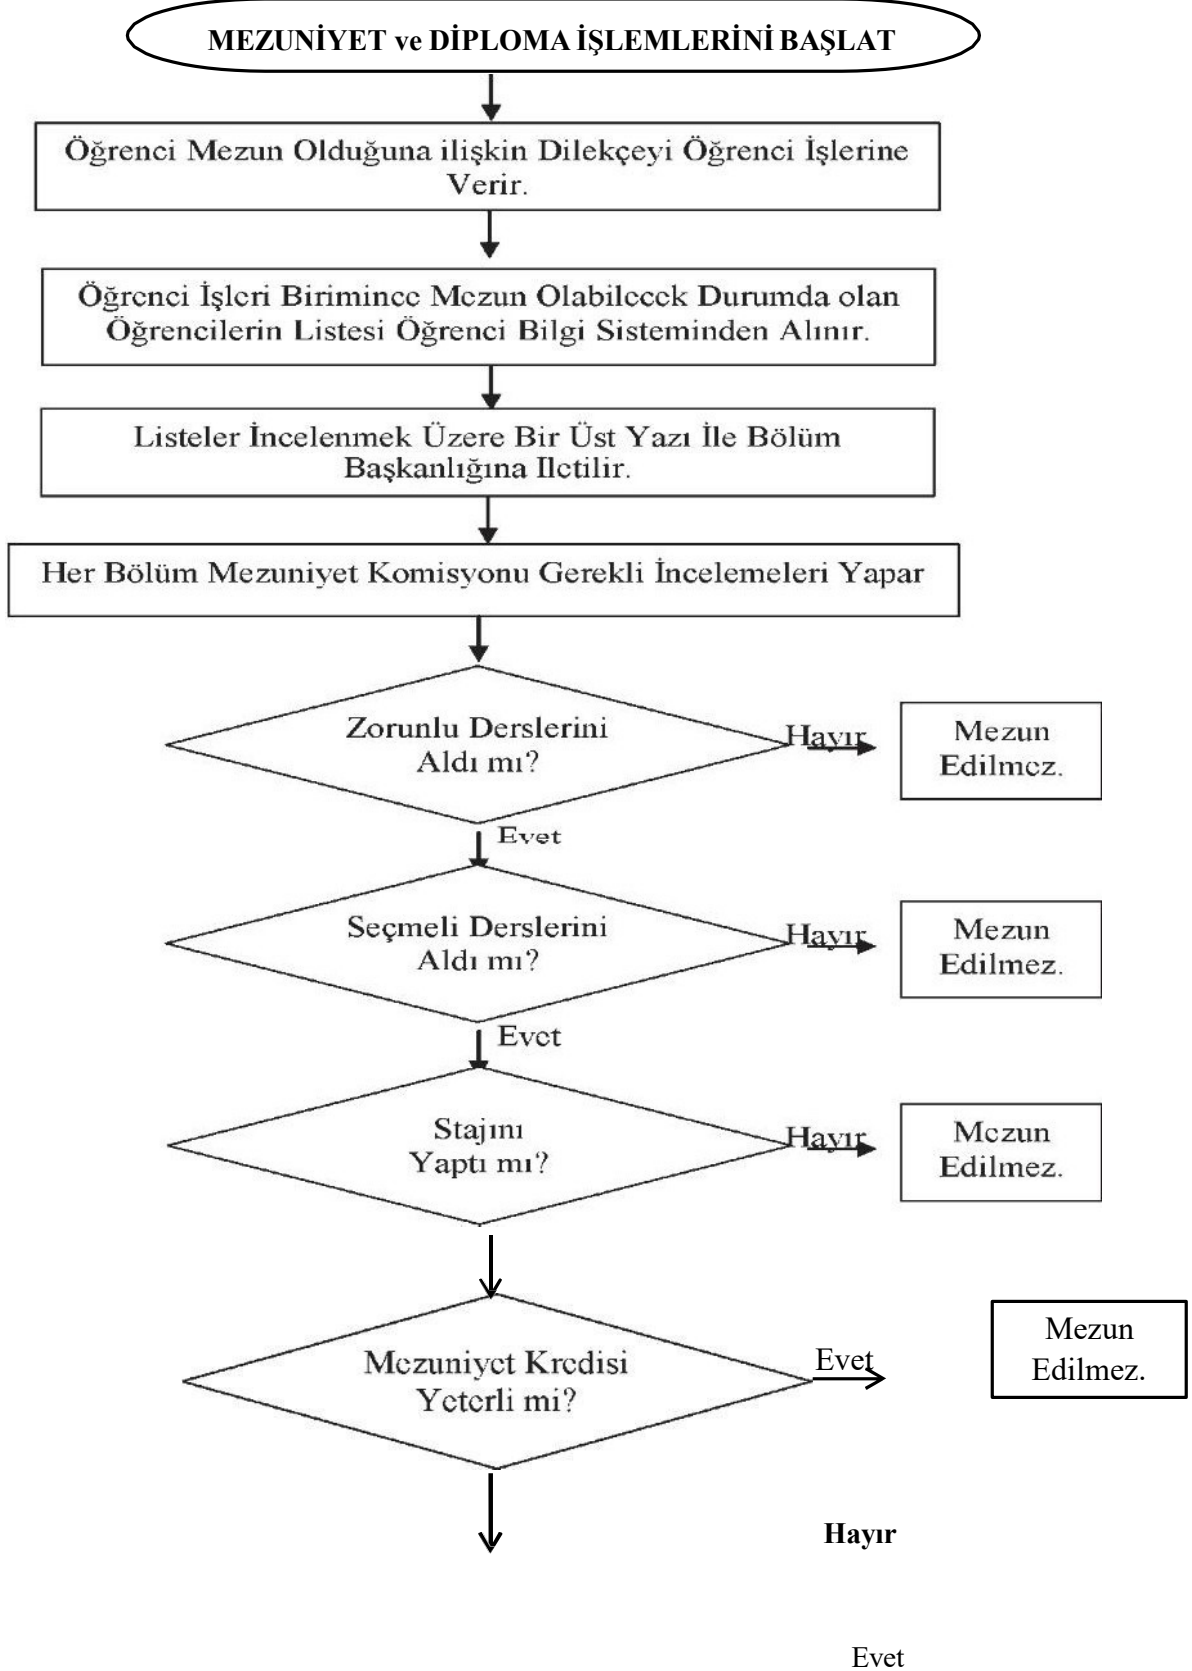 MEZUNİYET ve DİPLOMA İŞLEMLERİNİ BAŞLAT
Öğrenci Mezun Olduğuna ilişkin Dilekçeyi Öğrenci İşlerine
Verir.
Öğrenci İşleri Birimince Mezun Olabilecek Durumda olan
Öğrencilerin Listesi Öğrenci Bilgi Sisteminden Alınır.
Listeler İncelenmek Üzere Bir Üst Yazı İle Bölüm
Başkanlığına Iletilir.
Her Bölüm Mezuniyet Komisyonu Gerekli İncelemeleri Yapar
Zorunlu Derslerini
Aldı mı?
Hayır
Mezun
Edilmez.
Evet
Seçmeli Derslerini
Aldı mı?
Hayır
Mezun
Edilmez.
Evet
Stajını
Yaptı mı?
Hayır
Mezun
Edilmez.
Mezuniyet Kredisi
Yeterli mi?
Evet
Mezun
Edilmez.
Hayır
Evet